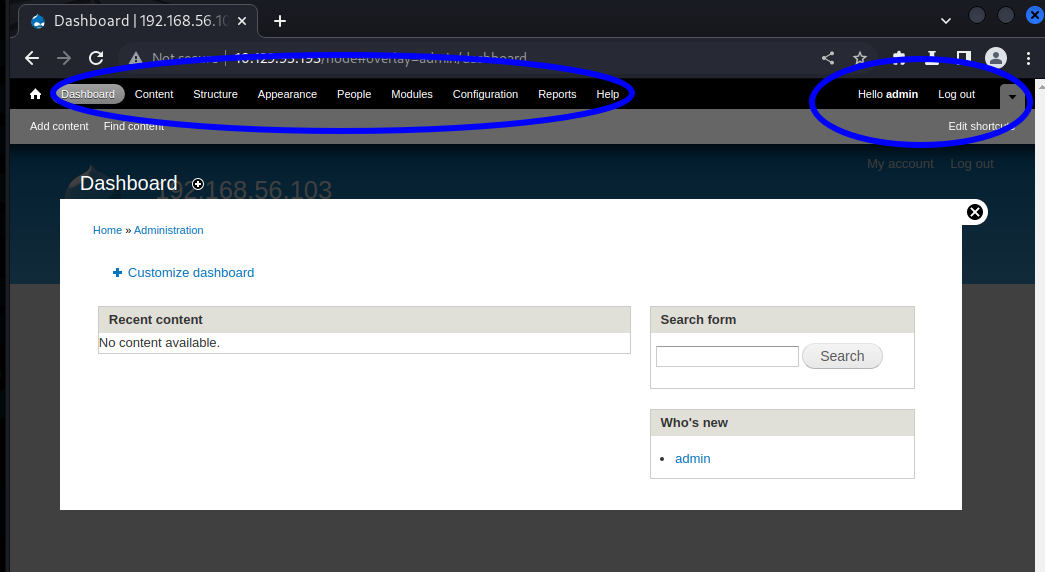 Dashboard | 192.168.56.10
Not secure | 10.129.95.193/node#overlay=admin/dashboard
Dashboard Content Structure Appearance People Modules Configuration Reports Help Hello admin Log out
Add content Find content Edit shortcuts
My account Log out
Dashboard
192.168.56.103
Home » Administration
Customize dashboard
Recent content
No content available.
Search form
Search
Who's new
admin